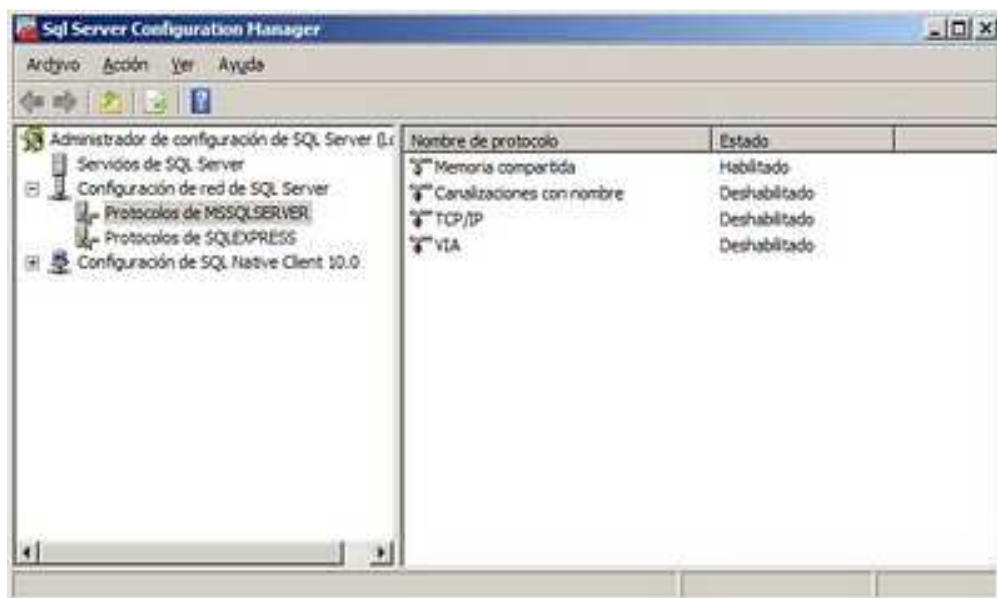 Sql Server Configuration Manager
Archivo Acción Ver Ayuda
Administrador de configuración de SQL Server (Lo
Servicios de SQL Server
Configuración de red de SQL Server
Protocolos de MSSQLSERVER
Protocolos de SQLEXPRESS
Configuración de SQL Native Client 10.0
Nombre de protocolo Estado
Memoria compartida Habilitado
Canalizaciones con nombre Deshabilitado
TCP/IP Deshabilitado
VIA Deshabilitado